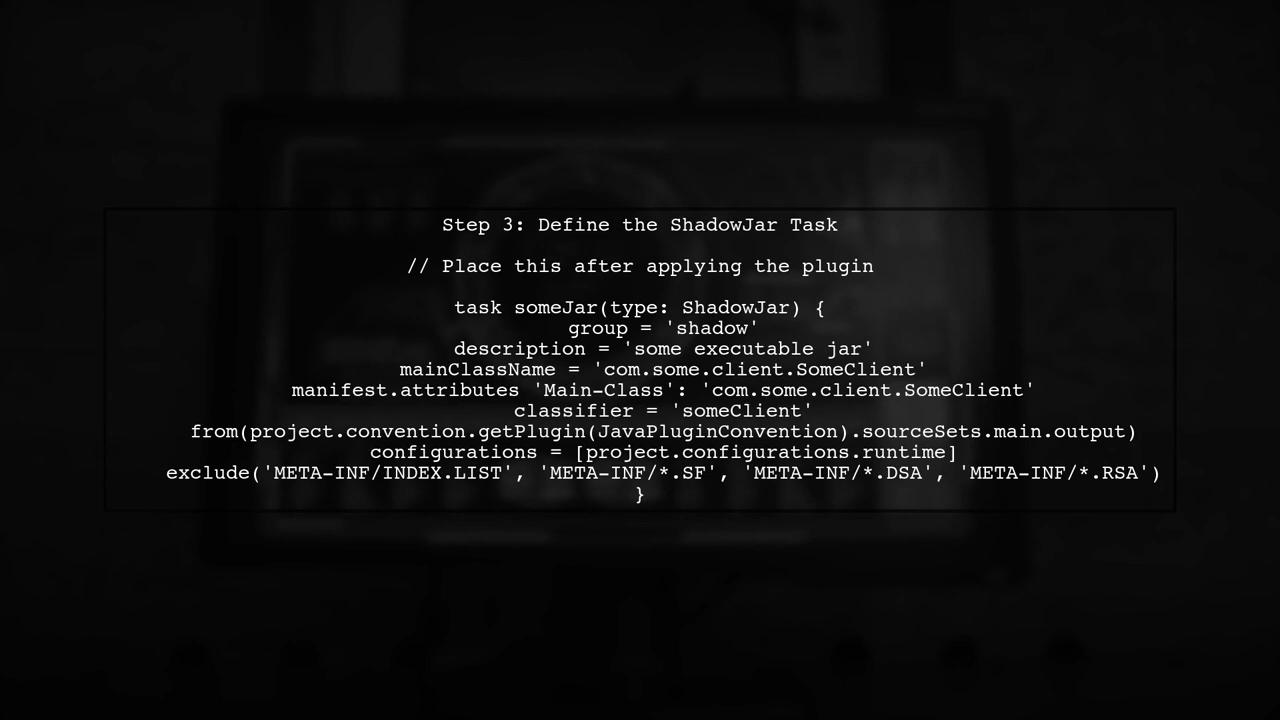 Step 3: Define the ShadowJar Task
// Place this after applying the plugin
task someJar(type: ShadowJar) {
group = 'shadow'
description = 'some executable jar'
mainClassName = 'com.some.client.SomeClient'
manifest.attributes 'Main-Class': 'com.some.client.SomeClient'
classifier = 'someClient'
from(project.convention.getPlugin(JavaPluginConvention).sourceSets.main.output)
configurations = [project.configurations.runtime]
exclude('META-INF/INDEX.LIST', 'META-INF/*.SF', 'META-INF/*.DSA', 'META-INF/*.RSA')
}